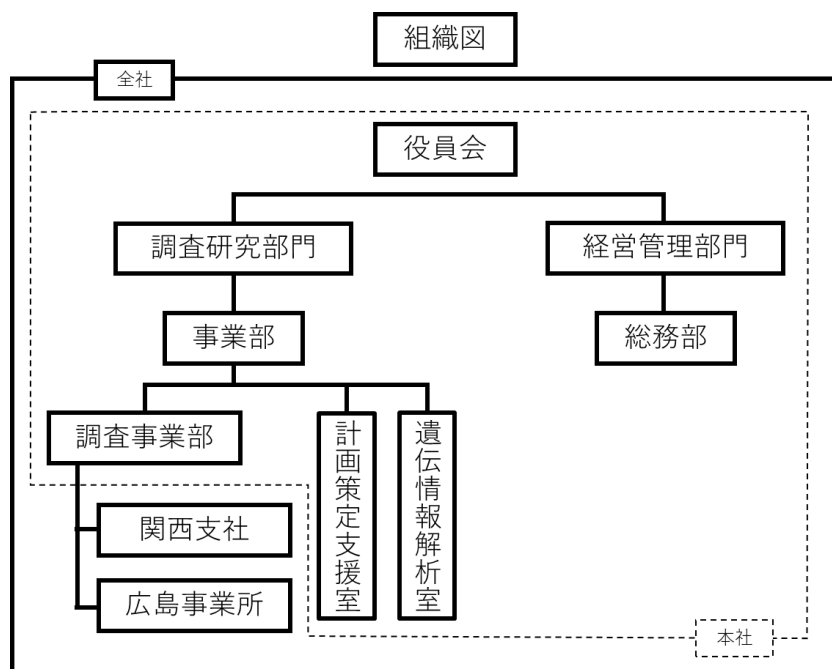 組織図
全社
役員会
調査研究部門
経営管理部門
事業部
総務部
調査事業部
計画策定支援室
遺伝情報解析室
関西支社
広島事業所
本社